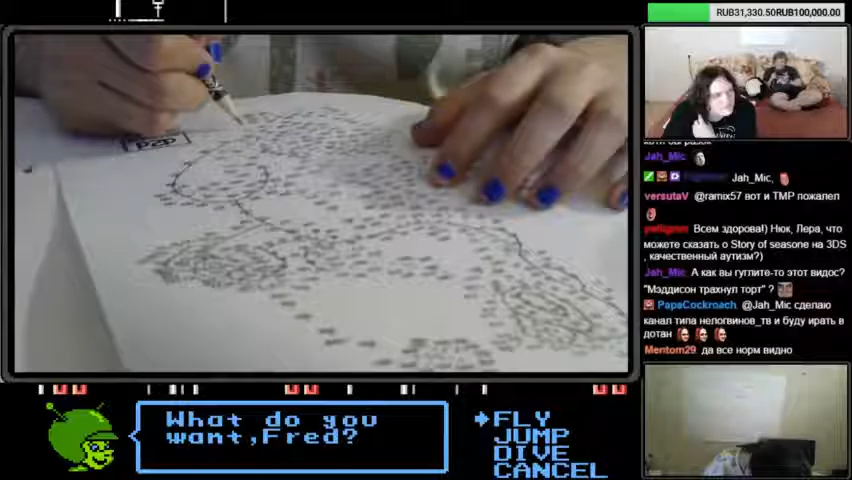 RUB31,330.50RUB100,000.00
Jah_Mic
Jah_Mic,
versutaV @ramix57 вот и TMP пожалел
Всем здорова!) Нюк, Лера, что
можете сказать о Story of seasone на 3DS
, качественный аутизм?)
Jah_Mic: А как вы гуглите-то этот видос?
"Мэддисон трахнул торт" ?
PapaCockroach @Jah_Mic сделаю
канал типа нелогвинов_тв и буду ирать в
дотан
Mentom29 да все норм видно
What do you
want,Fred?
FLY
JUMP
DIVE
CANCEL